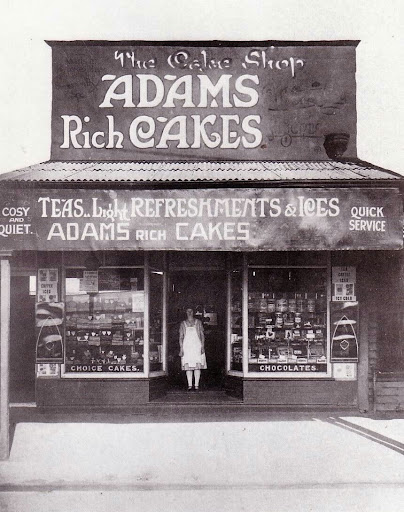 The Cake Shop
ADAMS
Rich CAKES
COSY
AND
QUIET.
TEAS.. Light REFRESHMENTS & ICES
ADAMS RICH CAKES
QUICK
SERVICE
CHOICE CAKES.
CHOCOLATES.